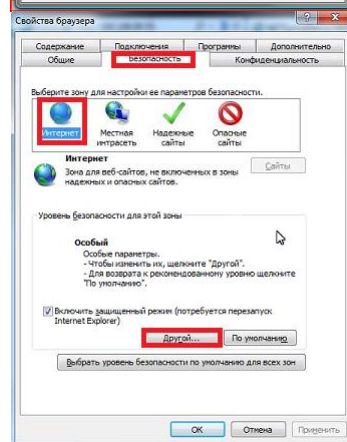 Свойства браузера
Содержание
Подключения
Программы
Дополнительно
Общие
Безопасность
Конфиденциальность
Выберите зону для настройки ее параметров безопасности.
Интернет
Местная интрасеть
Надежные сайты
Опасные сайты
Интернет
Зона для веб-сайтов, не включенных в зоны
надежных и опасных сайтов.
Сайты
Уровень безопасности для этой зоны
Особый
Особые параметры.
- Чтобы изменить их, щелкните "Другой".
- Для возврата к рекомендованному уровню щелкните
"По умолчанию".
Включить защищенный режим (потребуется перезапуск
Internet Explorer)
Другой...
По умолчанию
Выбрать уровень безопасности по умолчанию для всех зон
ОК
Отмена
Применить